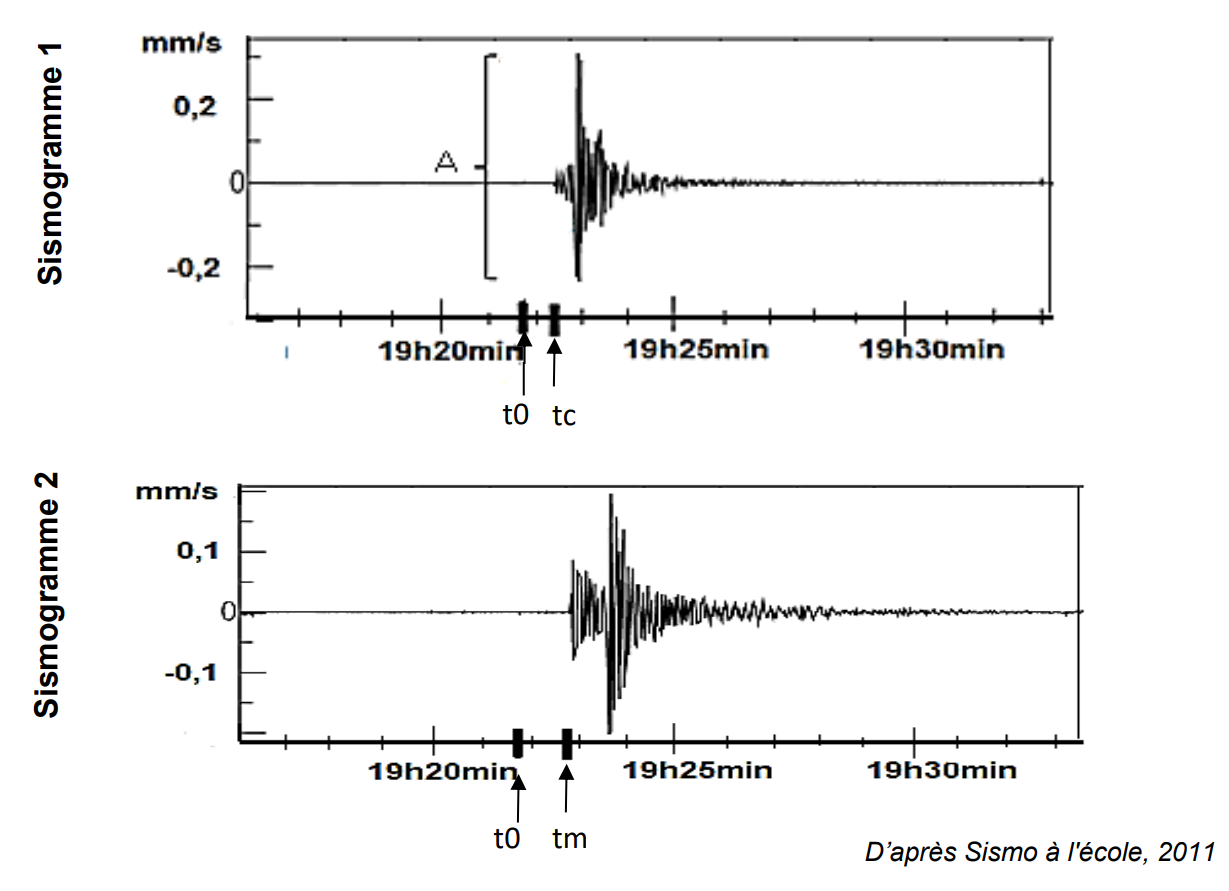 Sismogramme 1
mm/s
0,2
A
0
-0,2
19h20min 19h25min 19h30min
t0 tc
Sismogramme 2
mm/s
0,1
0
-0,1
19h20min 19h25min 19h30min
t0 tm
D’après Sismo à l'école, 2011